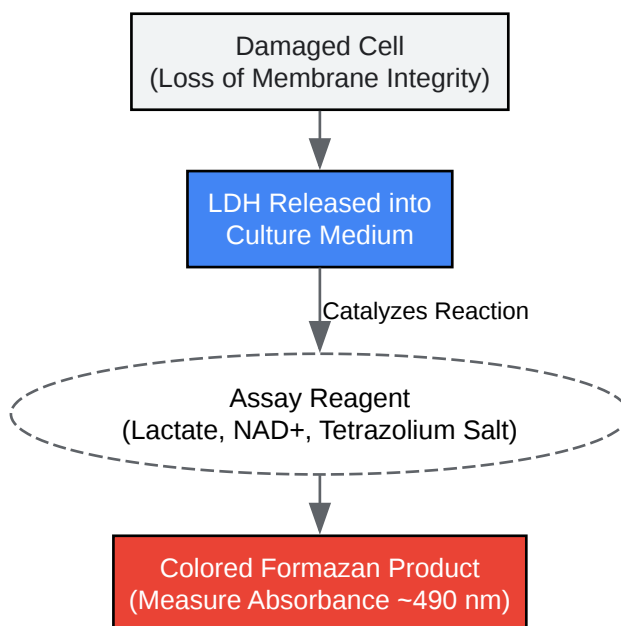 Damaged Cell
(Loss of Membrane Integrity)
LDH Released into
Culture Medium
Catalyzes Reaction
Assay Reagent
(Lactate, NAD+, Tetrazolium Salt)
Colored Formazan Product
(Measure Absorbance ~490 nm)